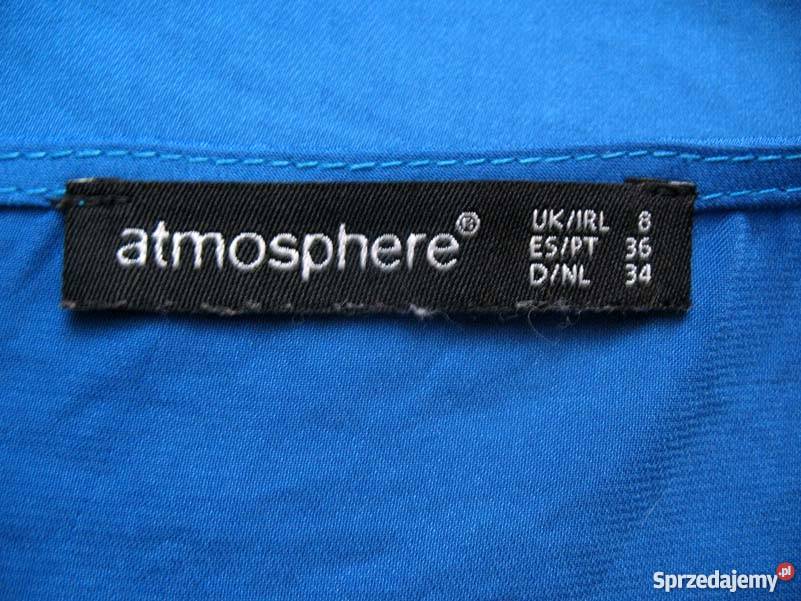 atmosphere®
UK/IRL 8
ES/PT 36
D/NL 34
Sprzedajemy.pl